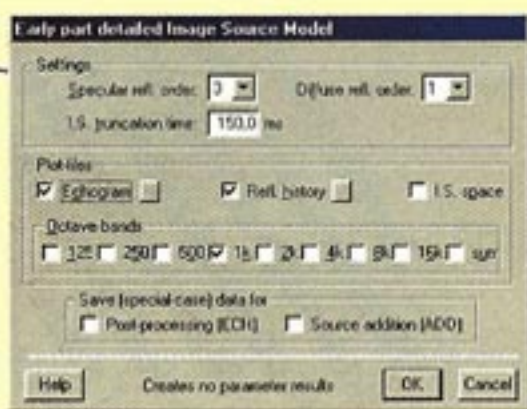 Early part detailed Image Source Model
Settings
Specular refl. order: 3 Diffuse refl. order: 1
I.S. truncation time: 150.0 ms
Plot-files
Echogram Refl. history I.S. space
Octave bands
125 250 500 1k 2k 4k 8k 16k sum
Save (special-case) data for
Post-processing (ECH) Source addition (ADD)
Help Creates no parameter results OK Cancel